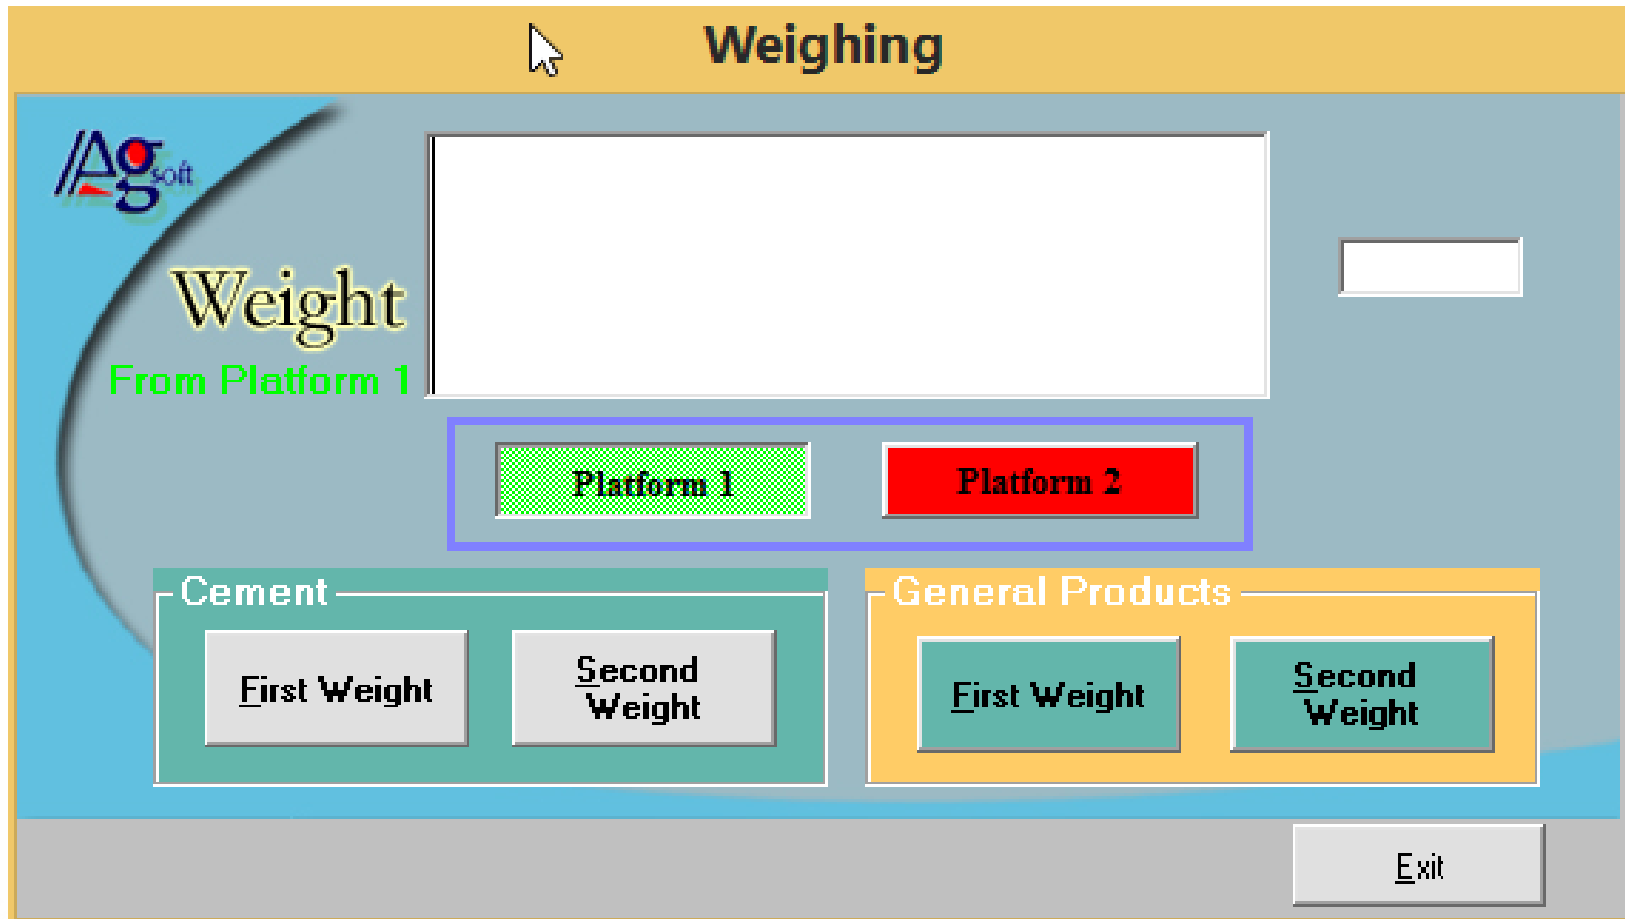 Weighing
Ag soft
Weight
From Platform 1
Platform 1
Platform 2
Cement
First Weight
Second
Weight
General Products
First Weight
Second
Weight
Exit